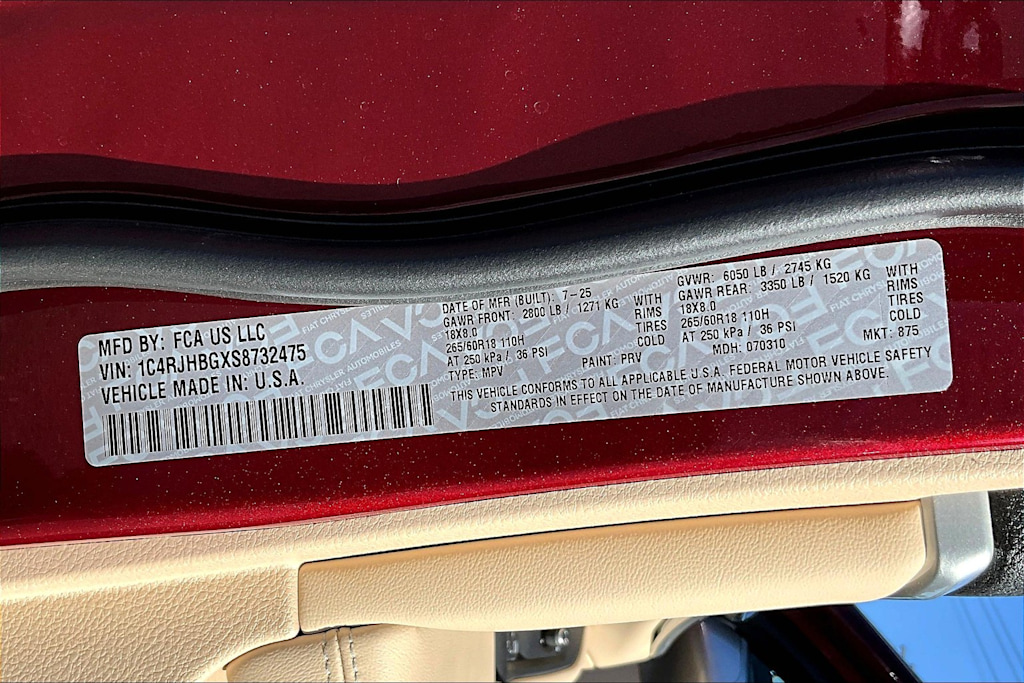 MFD BY: FCA US LLC
VIN: 1C4RJHBGXS8732475
VEHICLE MADE IN: U.S.A.
DATE OF MFR (BUILT): 7-25
GAWR FRONT: 2800 LB / 1271 KG WITH
18X8.0 RIMS
265/60R18 110H TIRES
AT 250 kPa / 36 PSI COLD
TYPE: MPV PAINT: PRV
GVWR: 6050 LB / 2745 KG
GAWR REAR: 3350 LB / 1520 KG WITH
18X8.0 RIMS
265/60R18 110H TIRES
AT 250 kPa / 36 PSI COLD
MDH: 070310 MKT: 875
THIS VEHICLE CONFORMS TO ALL APPLICABLE U.S.A. FEDERAL MOTOR VEHICLE SAFETY
STANDARDS IN EFFECT ON THE DATE OF MANUFACTURE SHOWN ABOVE.